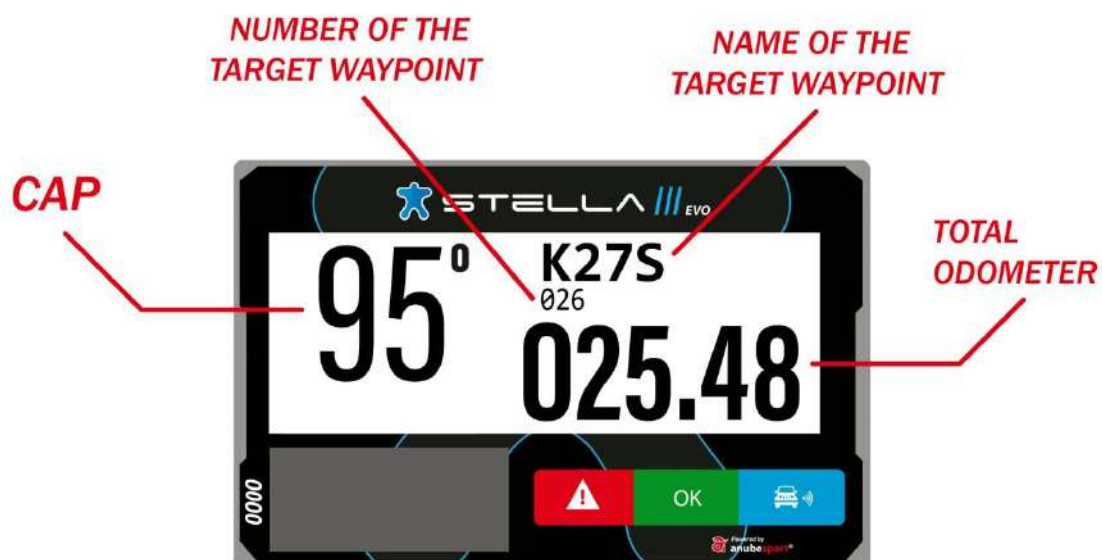 NUMBER OF THE
TARGET WAYPOINT
NAME OF THE
TARGET WAYPOINT
CAP
STELLA III EVO
95°
K27S
026
025.48
TOTAL
ODOMETER
0000
OK
Powered by
anubesport®